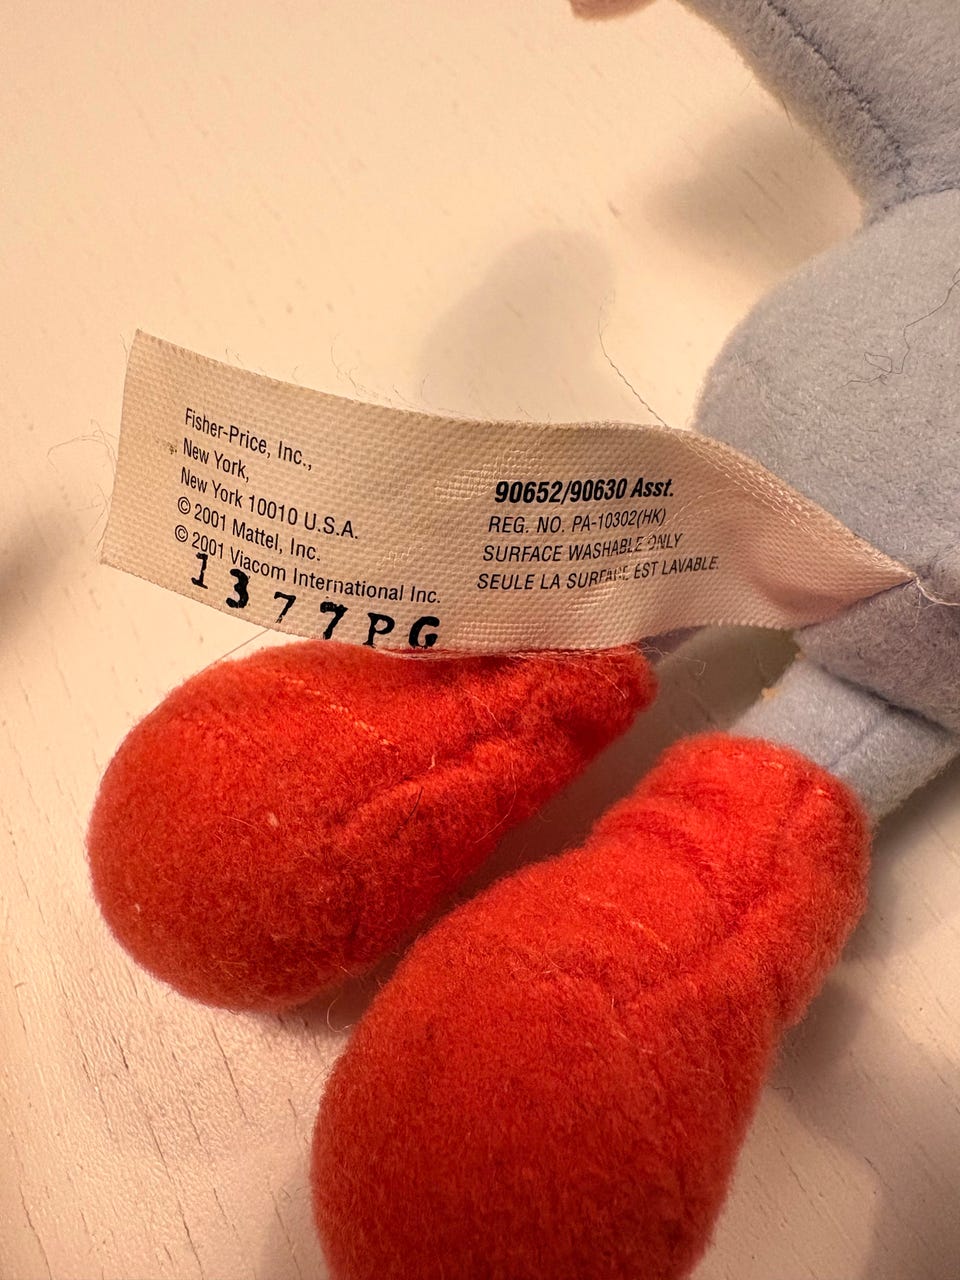 Fisher-Price, Inc.,
New York,
New York 10010 U.S.A.
© 2001 Mattel, Inc.
© 2001 Viacom International Inc.
1377PG
90652/90630 Asst.
REG. NO. PA-10302(HK)
SURFACE WASHABLE ONLY
SEULE LA SURFACE EST LAVABLE.